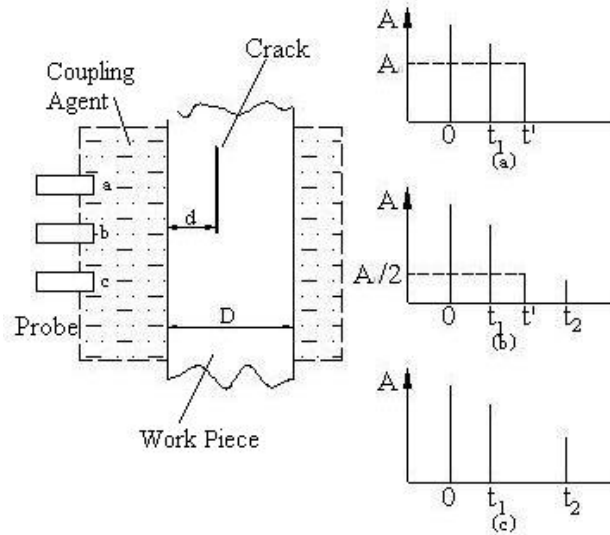 Coupling
Agent
Crack
a
b
c
d
D
Probe
Work Piece
A
A.
0
t1
t'
(a)
A
A./2
0
t1
t'
t2
(b)
A
0
t1
t2
(c)